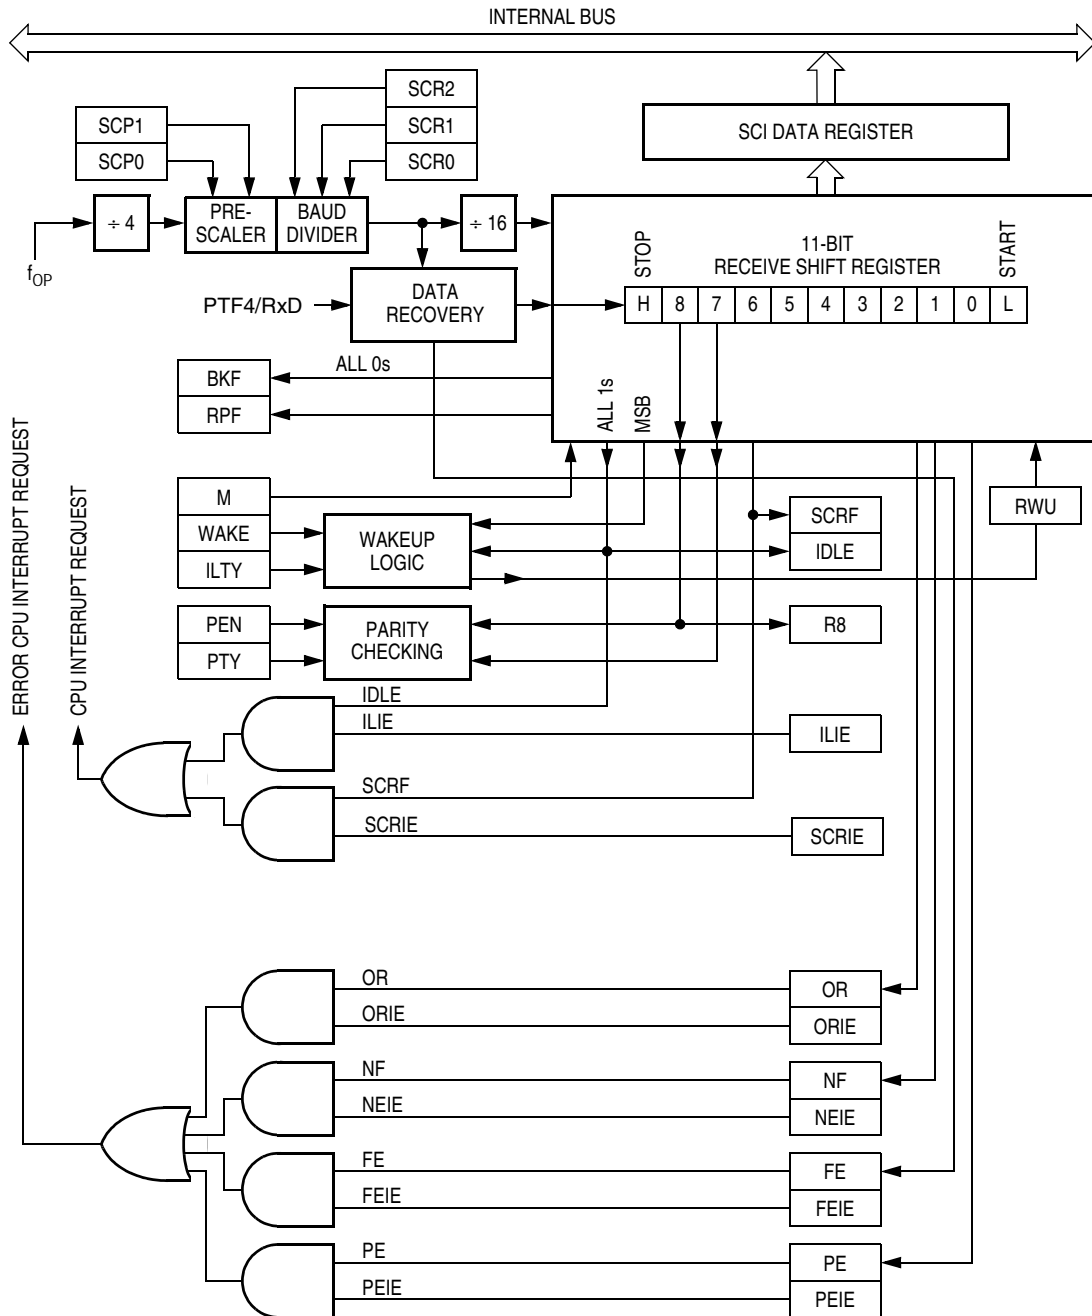 INTERNAL BUS
SCR2
SCR1
SCR0
SCP1
SCP0
SCI DATA REGISTER
÷ 4
PRE-
SCALER
BAUD
DIVIDER
÷ 16
fOP
STOP
11-BIT
RECEIVE SHIFT REGISTER
START
H 8 7 6 5 4 3 2 1 0 L
PTF4/RxD
DATA
RECOVERY
ALL 0s
BKF
RPF
ALL 1s
MSB
ERROR CPU INTERRUPT REQUEST
CPU INTERRUPT REQUEST
M
WAKE
ILTY
WAKEUP
LOGIC
SCRF
IDLE
RWU
PEN
PTY
PARITY
CHECKING
R8
IDLE
ILIE
ILIE
SCRF
SCRIE
SCRIE
OR
ORIE
OR
ORIE
NF
NEIE
NF
NEIE
FE
FEIE
FE
FEIE
PE
PEIE
PE
PEIE